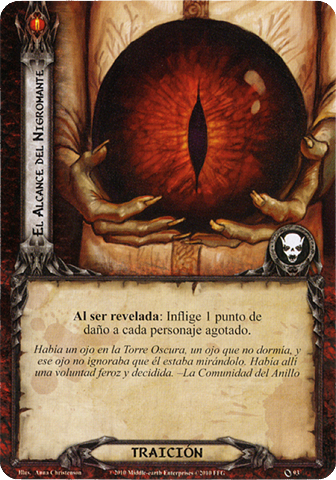 El Alcance del Nigromante
Al ser revelada: Inflige 1 punto de
daño a cada personaje agotado.
Había un ojo en la Torre Oscura, un ojo que no dormía, y
ese ojo no ignoraba que él estaba mirándolo. Había allí
una voluntad feroz y decidida. –La Comunidad del Anillo
TRAICIÓN
Illus. Anna Christenson
©2010 Middle-earth Enterprises ©2010 FFG
93